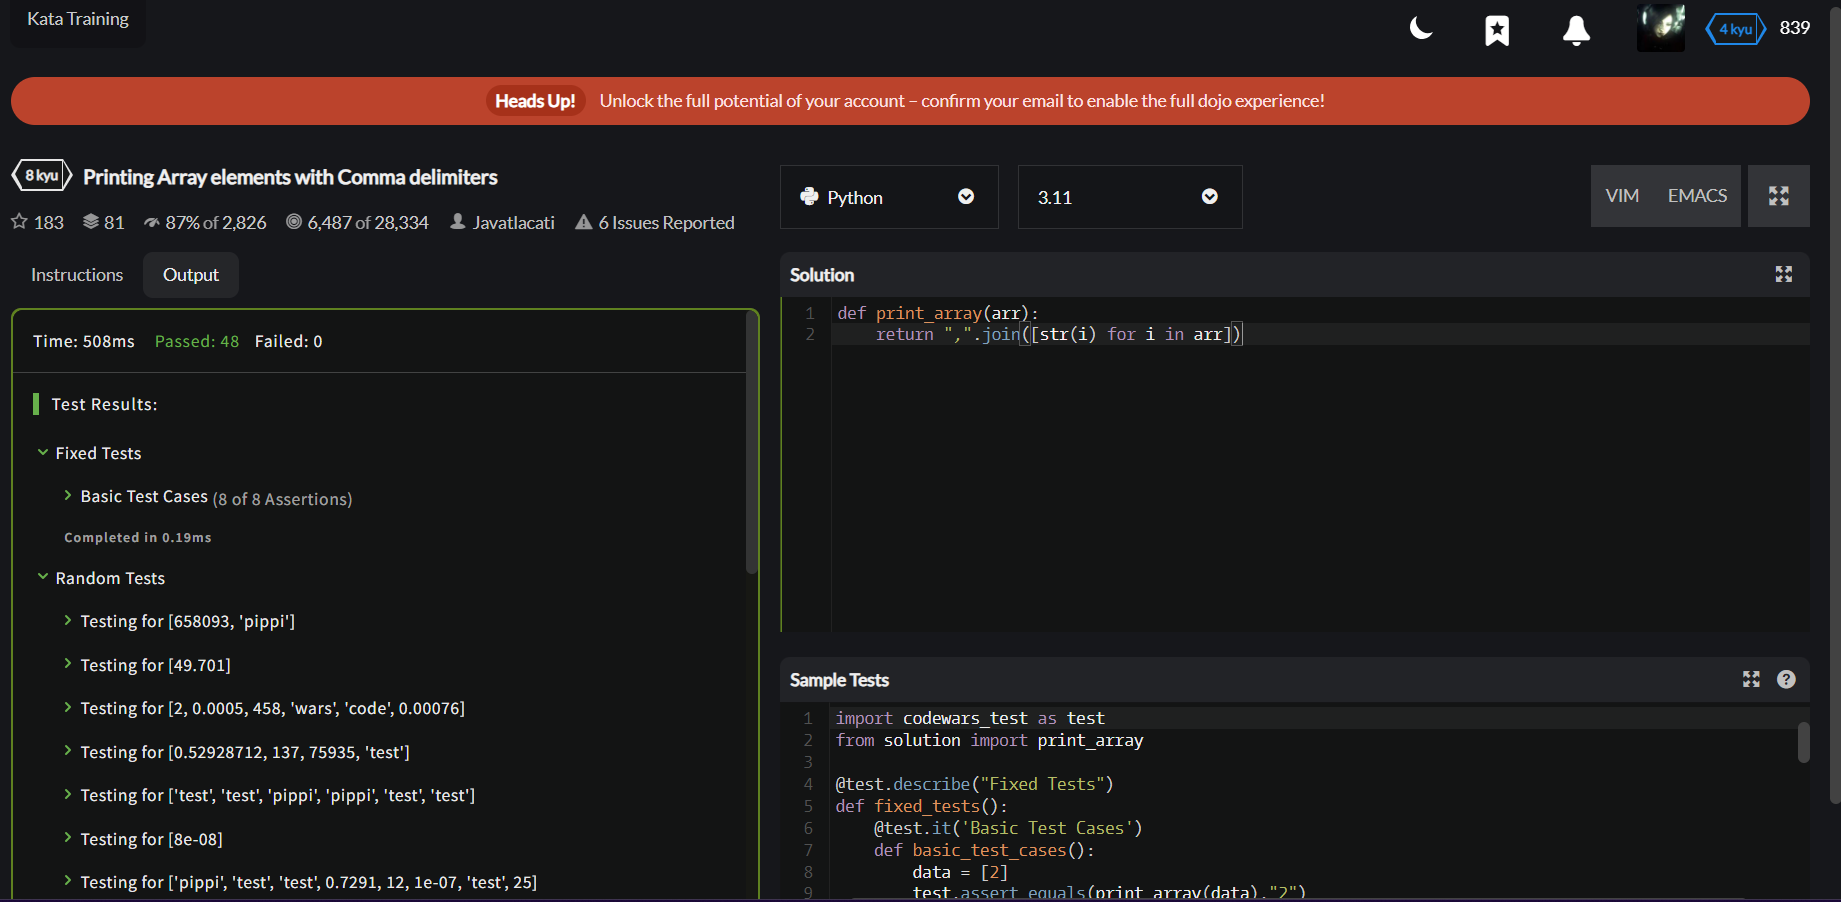 Kata Training
4 kyu 839
Heads Up! Unlock the full potential of your account – confirm your email to enable the full dojo experience!
8 kyu Printing Array elements with Comma delimiters
183 81 87% of 2,826 6,487 of 28,334 Javatlacati 6 Issues Reported
Instructions Output
Time: 508ms Passed: 48 Failed: 0
Test Results:
Fixed Tests
Basic Test Cases (8 of 8 Assertions)
Completed in 0.19ms
Random Tests
Testing for [658093, 'pippi']
Testing for [49.701]
Testing for [2, 0.0005, 458, 'wars', 'code', 0.00076]
Testing for [0.52928712, 137, 75935, 'test']
Testing for ['test', 'test', 'pippi', 'pippi', 'test', 'test']
Testing for [8e-08]
Testing for ['pippi', 'test', 'test', 0.7291, 12, 1e-07, 'test', 25]
Python 3.11 VIM EMACS
Solution
1 def print_array(arr):
2 return ",".join([str(i) for i in arr])
Sample Tests ?
1 import codewars_test as test
2 from solution import print_array
3
4 @test.describe("Fixed Tests")
5 def fixed_tests():
6 @test.it('Basic Test Cases')
7 def basic_test_cases():
8 data = [2]
9 test.assert_equals(print_array(data),"2")